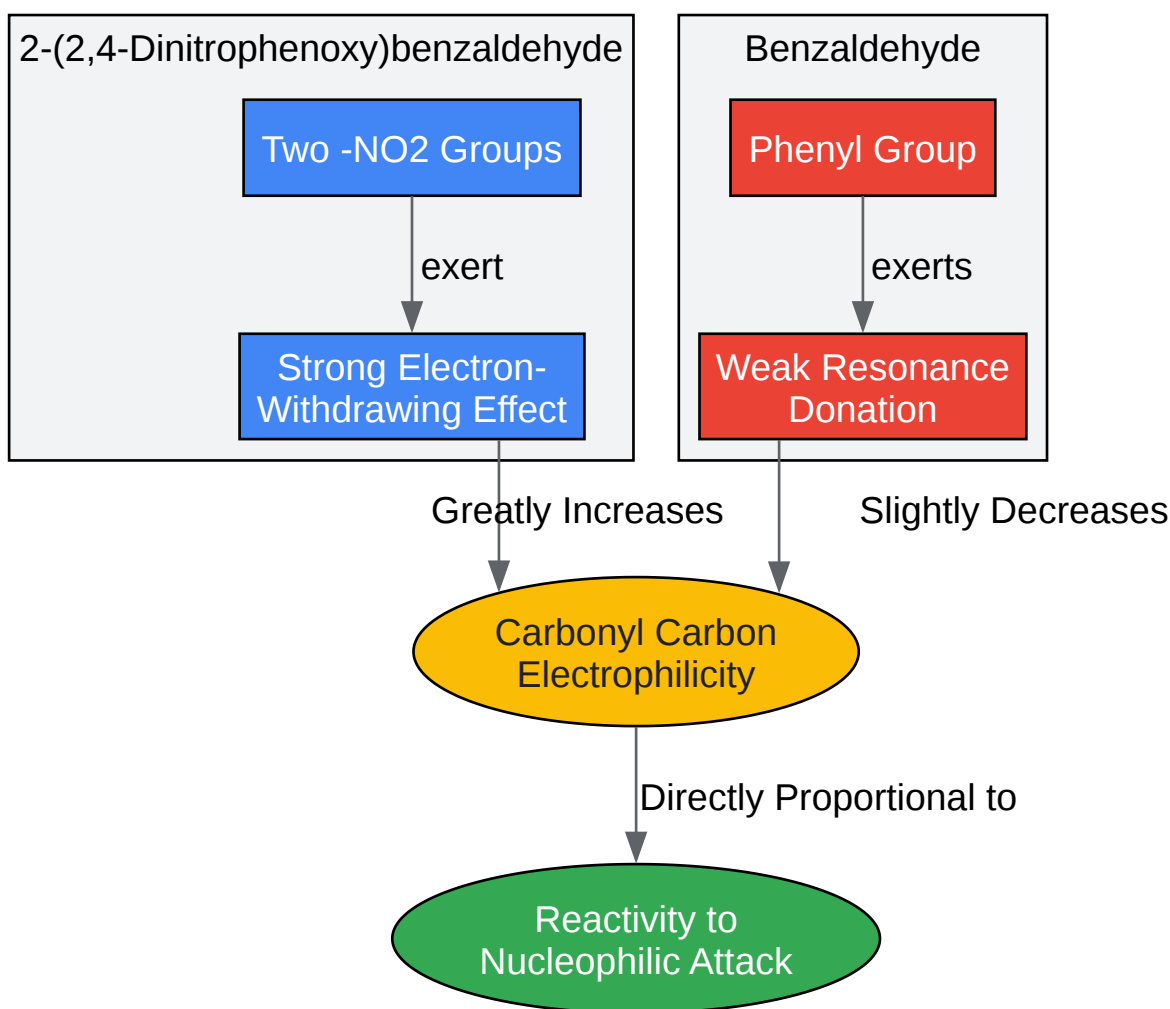 2-(2,4-Dinitrophenoxy)benzaldehyde
Two -NO2 Groups
exert
Strong Electron-
Withdrawing Effect
Benzaldehyde
Phenyl Group
exerts
Weak Resonance
Donation
Greatly Increases
Slightly Decreases
Carbonyl Carbon
Electrophilicity
Directly Proportional to
Reactivity to
Nucleophilic Attack